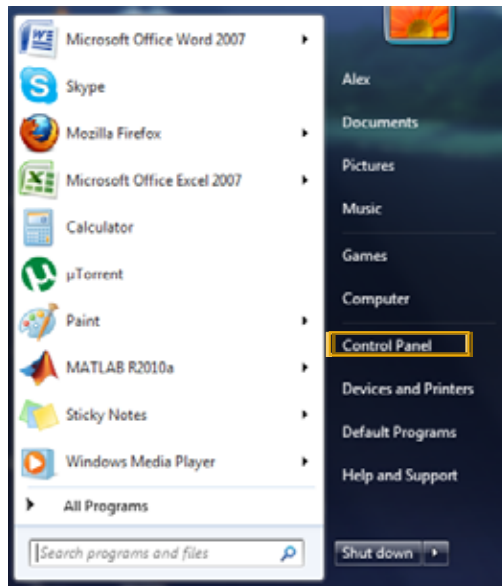 Microsoft Office Word 2007
Skype
Mozilla Firefox
Microsoft Office Excel 2007
Calculator
µTorrent
Paint
MATLAB R2010a
Sticky Notes
Windows Media Player
All Programs
Search programs and files
Alex
Documents
Pictures
Music
Games
Computer
Control Panel
Devices and Printers
Default Programs
Help and Support
Shut down